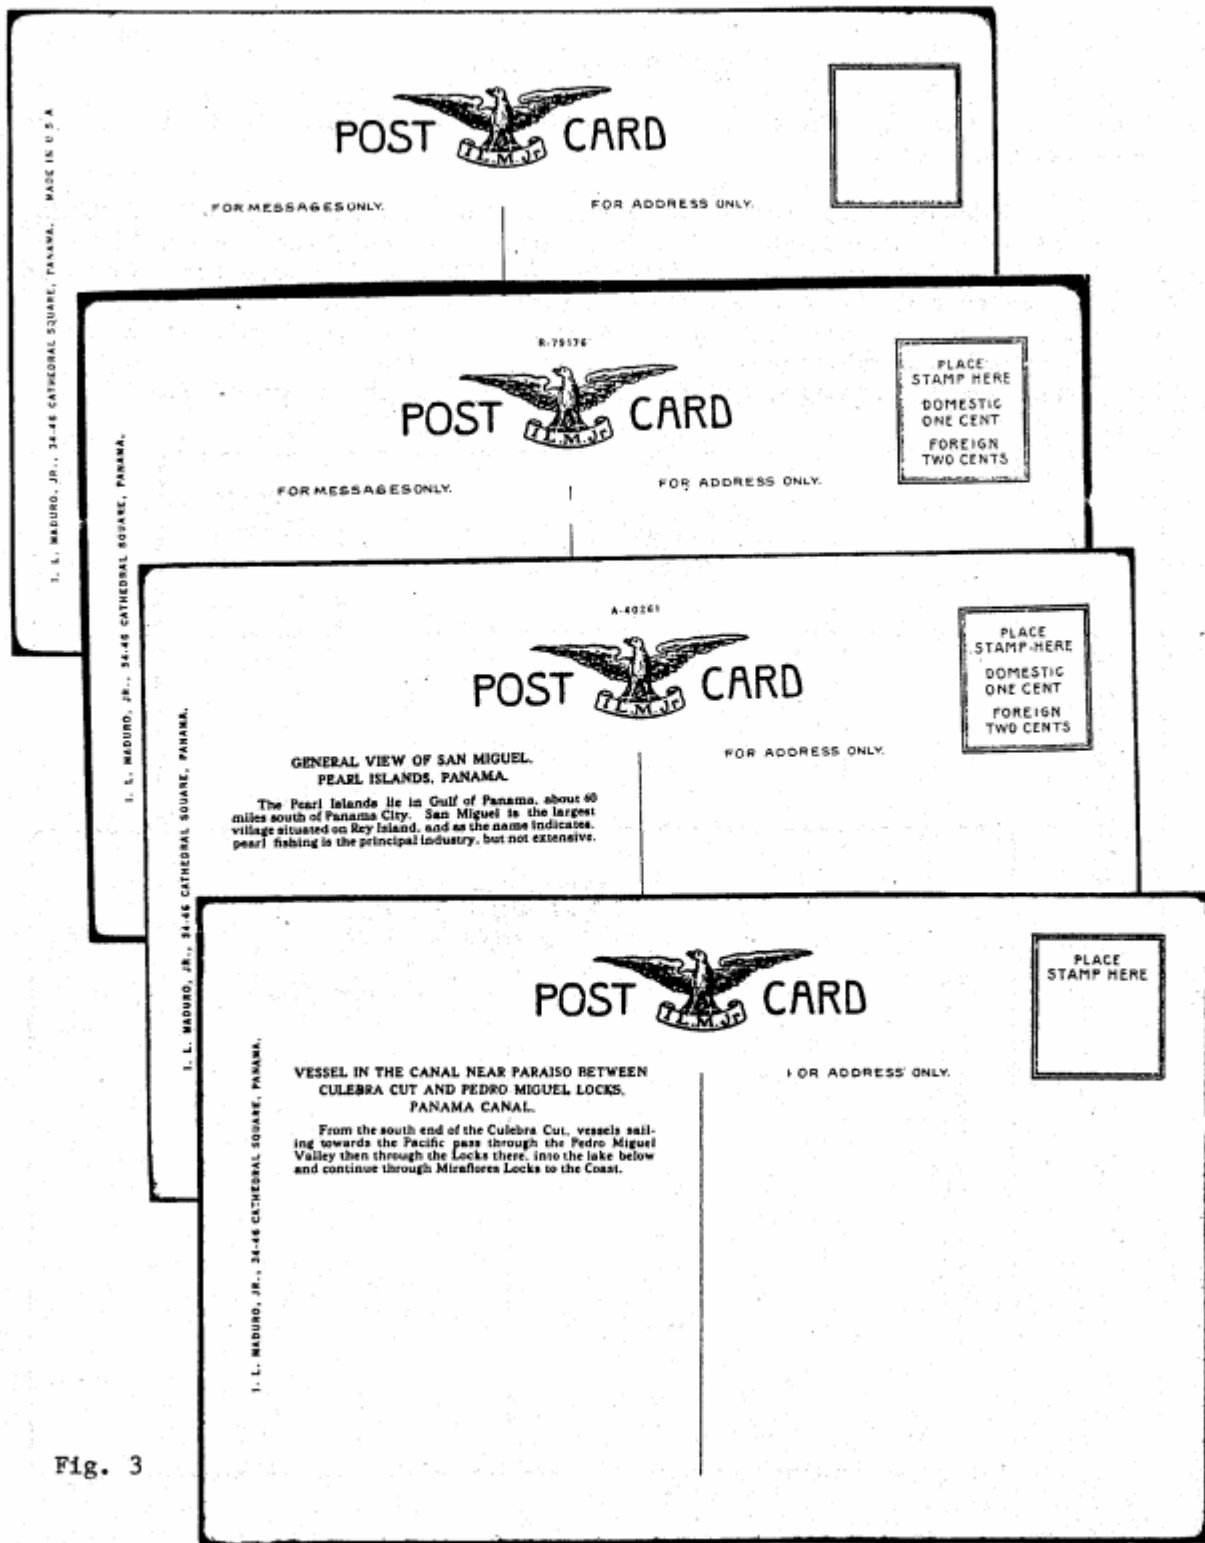 POST CARD
I.L.M.Jr
FOR MESSAGES ONLY.
FOR ADDRESS ONLY.
I. L. MADURO, JR., 34-46 CATHEDRAL SQUARE, PANAMA. MADE IN U S A
R-79176
POST CARD
I.L.M.Jr
FOR MESSAGES ONLY.
FOR ADDRESS ONLY.
PLACE
STAMP HERE
DOMESTIC
ONE CENT
FOREIGN
TWO CENTS
I. L. MADURO, JR., 34-46 CATHEDRAL SQUARE, PANAMA.
A-40261
POST CARD
I.L.M.Jr
FOR ADDRESS ONLY.
PLACE
STAMP HERE
DOMESTIC
ONE CENT
FOREIGN
TWO CENTS
GENERAL VIEW OF SAN MIGUEL,
PEARL ISLANDS, PANAMA.
The Pearl Islands lie in Gulf of Panama, about 60
miles south of Panama City. San Miguel is the largest
village situated on Rey Island, and as the name indicates,
pearl fishing is the principal industry, but not extensive.
I. L. MADURO, JR., 34-46 CATHEDRAL SQUARE, PANAMA.
POST CARD
I.L.M.Jr
PLACE
STAMP HERE
FOR ADDRESS ONLY.
VESSEL IN THE CANAL NEAR PARAISO BETWEEN
CULEBRA CUT AND PEDRO MIGUEL LOCKS,
PANAMA CANAL.
From the south end of the Culebra Cut, vessels sail-
ing towards the Pacific pass through the Pedro Miguel
Valley then through the Locks there, into the lake below
and continue through Miraflores Locks to the Coast.
I. L. MADURO, JR., 34-46 CATHEDRAL SQUARE, PANAMA.
Fig. 3